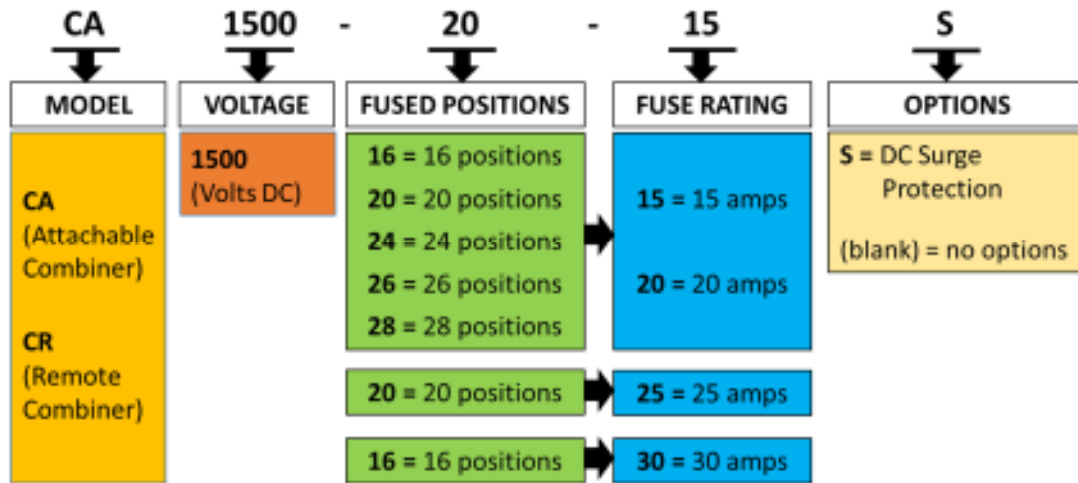 CA 1500 - 20 - 15 S
MODEL VOLTAGE FUSED POSITIONS FUSE RATING OPTIONS
CA
(Attachable
Combiner)
CR
(Remote
Combiner)
1500
(Volts DC)
16 = 16 positions
20 = 20 positions
24 = 24 positions
26 = 26 positions
28 = 28 positions
15 = 15 amps
20 = 20 amps
S = DC Surge
Protection
(blank) = no options
20 = 20 positions
25 = 25 amps
16 = 16 positions
30 = 30 amps